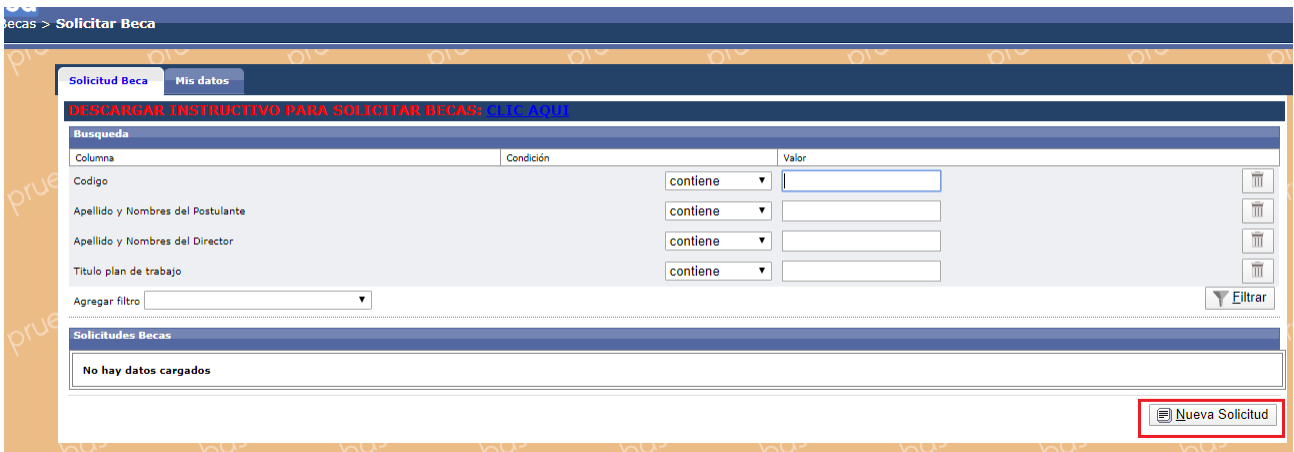 Becas > Solicitar Beca
Solicitud Beca Mis datos
DESCARGAR INSTRUCTIVO PARA SOLICITAR BECAS: CLIC AQUI
Busqueda
Columna Condición Valor
Codigo contiene
Apellido y Nombres del Postulante contiene
Apellido y Nombres del Director contiene
Titulo plan de trabajo contiene
Agregar filtro Filtrar
Solicitudes Becas
No hay datos cargados
Nueva Solicitud